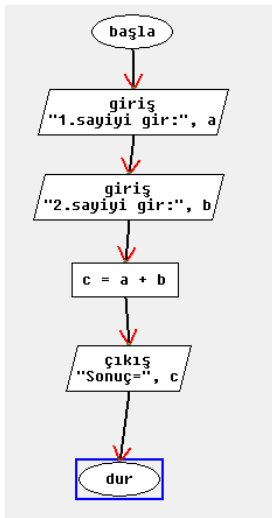 başla
giriş
"1.sayiyi gir:", a
giriş
"2.sayiyi gir:", b
c = a + b
çıkış
"Sonuç=", c
dur